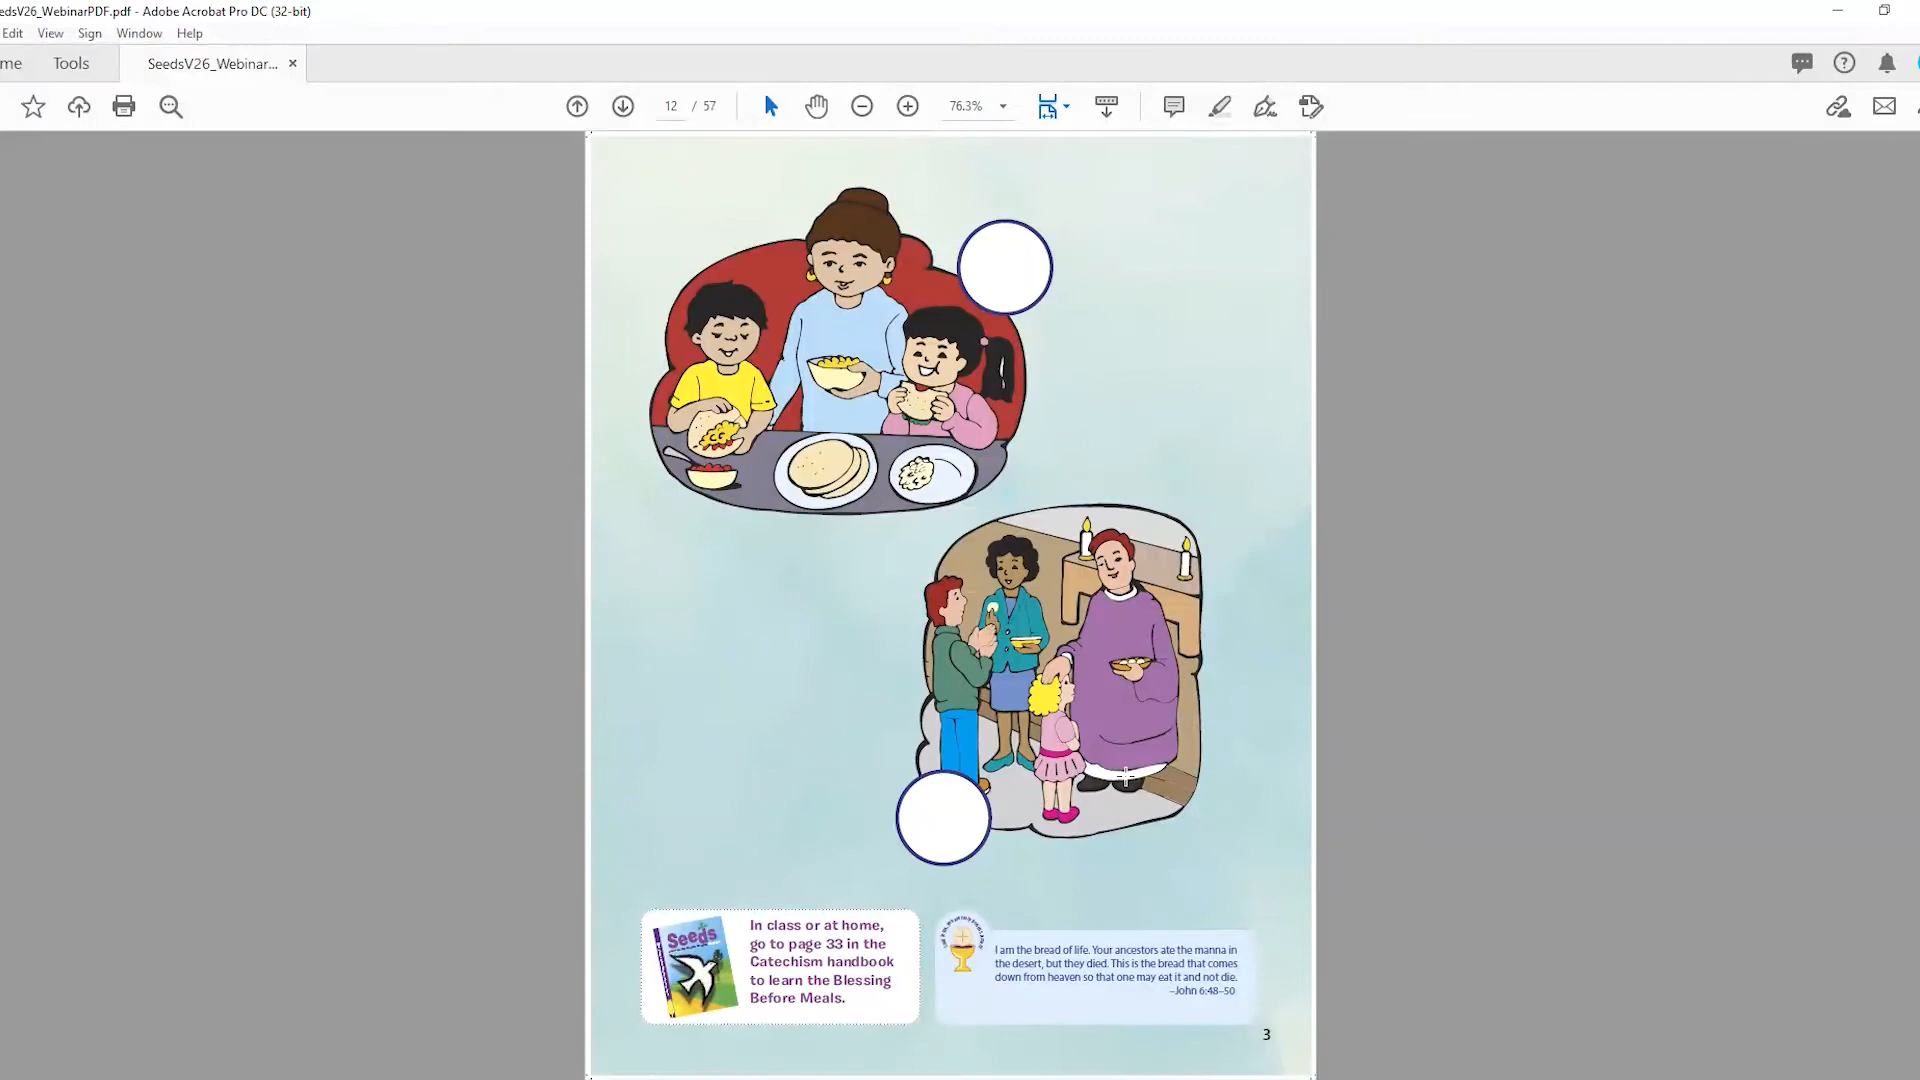 edsV26_WebinarPDF.pdf - Adobe Acrobat Pro DC (32-bit)
Edit View Sign Window Help
me Tools SeedsV26_Webinar... ×
12 / 57 76.3%
In class or at home,
go to page 33 in the
Catechism handbook
to learn the Blessing
Before Meals.
Seeds
I am the bread of life. Your ancestors ate the manna in
the desert, but they died. This is the bread that comes
down from heaven so that one may eat it and not die.
–John 6:48–50
3